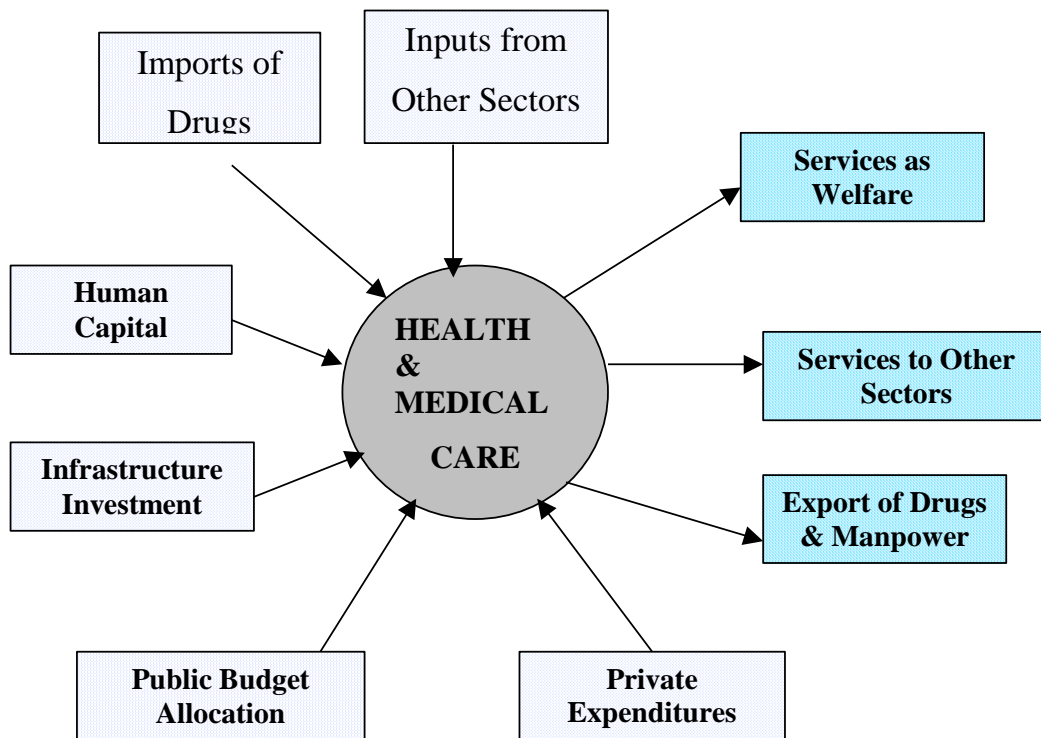 Imports of
Drugs
Inputs from
Other Sectors
Services as
Welfare
Human
Capital
HEALTH
&
MEDICAL
CARE
Services to Other
Sectors
Infrastructure
Investment
Export of Drugs
& Manpower
Public Budget
Allocation
Private
Expenditures